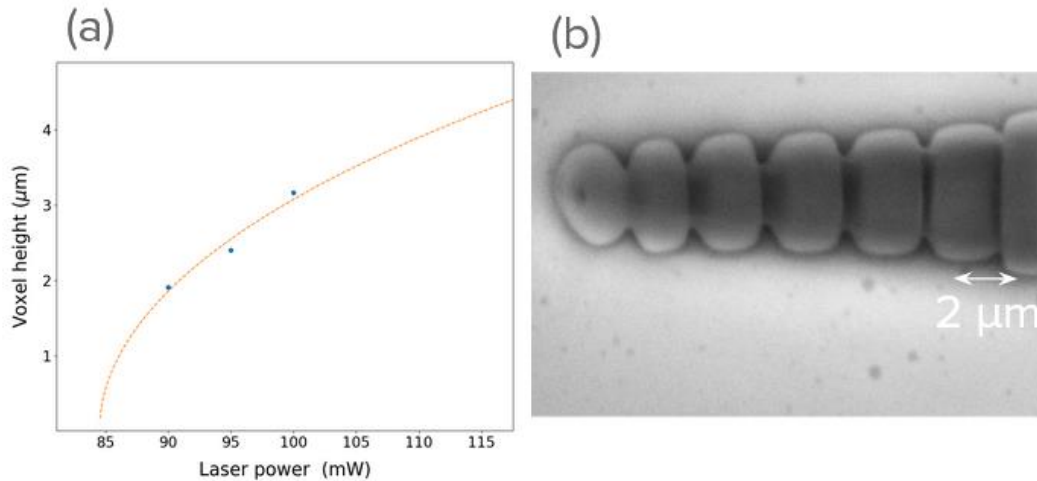 (a)
Voxel height (μm)
4
3
2
1
85 90 95 100 105 110 115
Laser power (mW)
(b)
2 μm